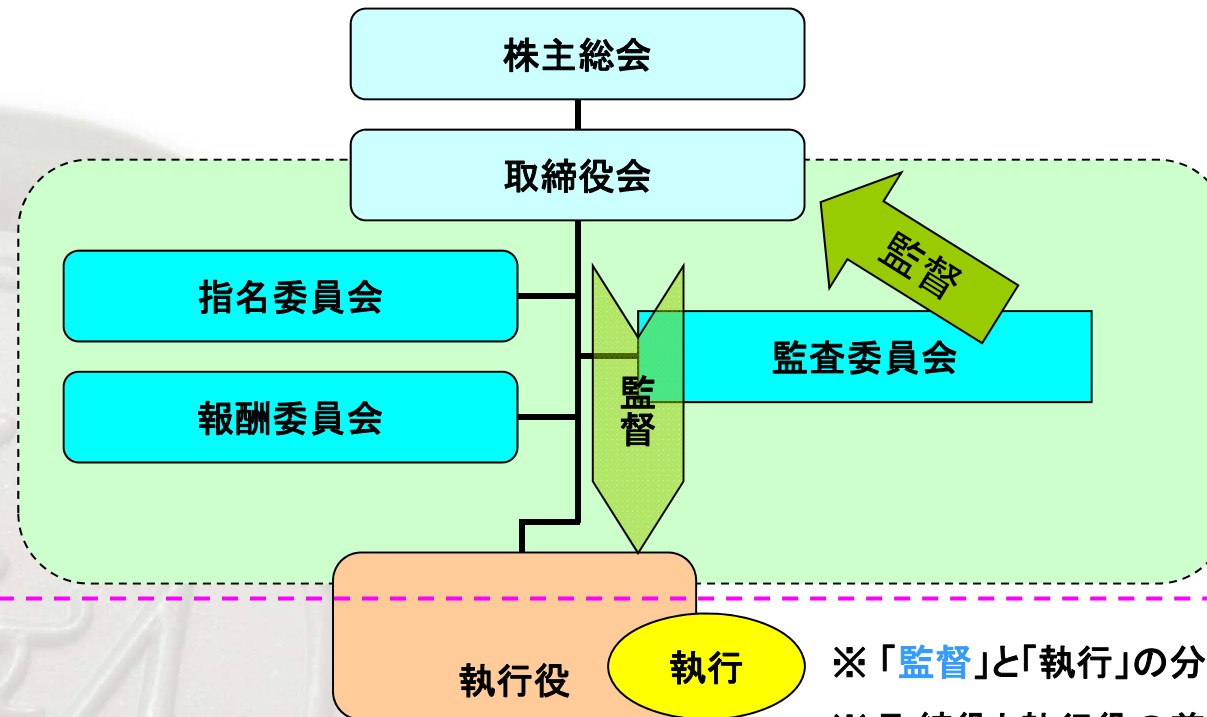 株主総会
取締役会
監督
指名委員会
監査委員会
監督
報酬委員会
執行役
執行
※「監督」と「執行」の分